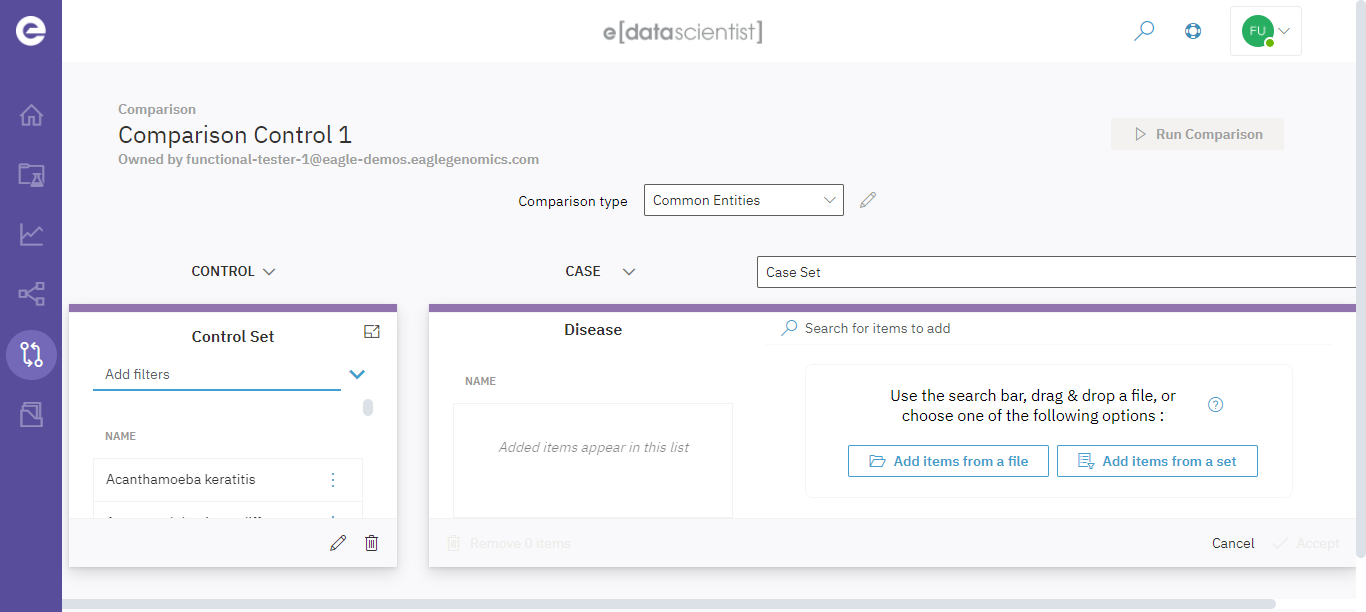 e[datascientist]
FU
Comparison
Comparison Control 1
Owned by functional-tester-1@eagle-demos.eaglegenomics.com
Run Comparison
Comparison type
Common Entities
CONTROL
CASE
Case Set
Control Set
Add filters
NAME
Acanthamoeba keratitis
Disease
NAME
Added items appear in this list
Search for items to add
Use the search bar, drag & drop a file, or
choose one of the following options :
Add items from a file
Add items from a set
Remove 0 items
Cancel
Accept